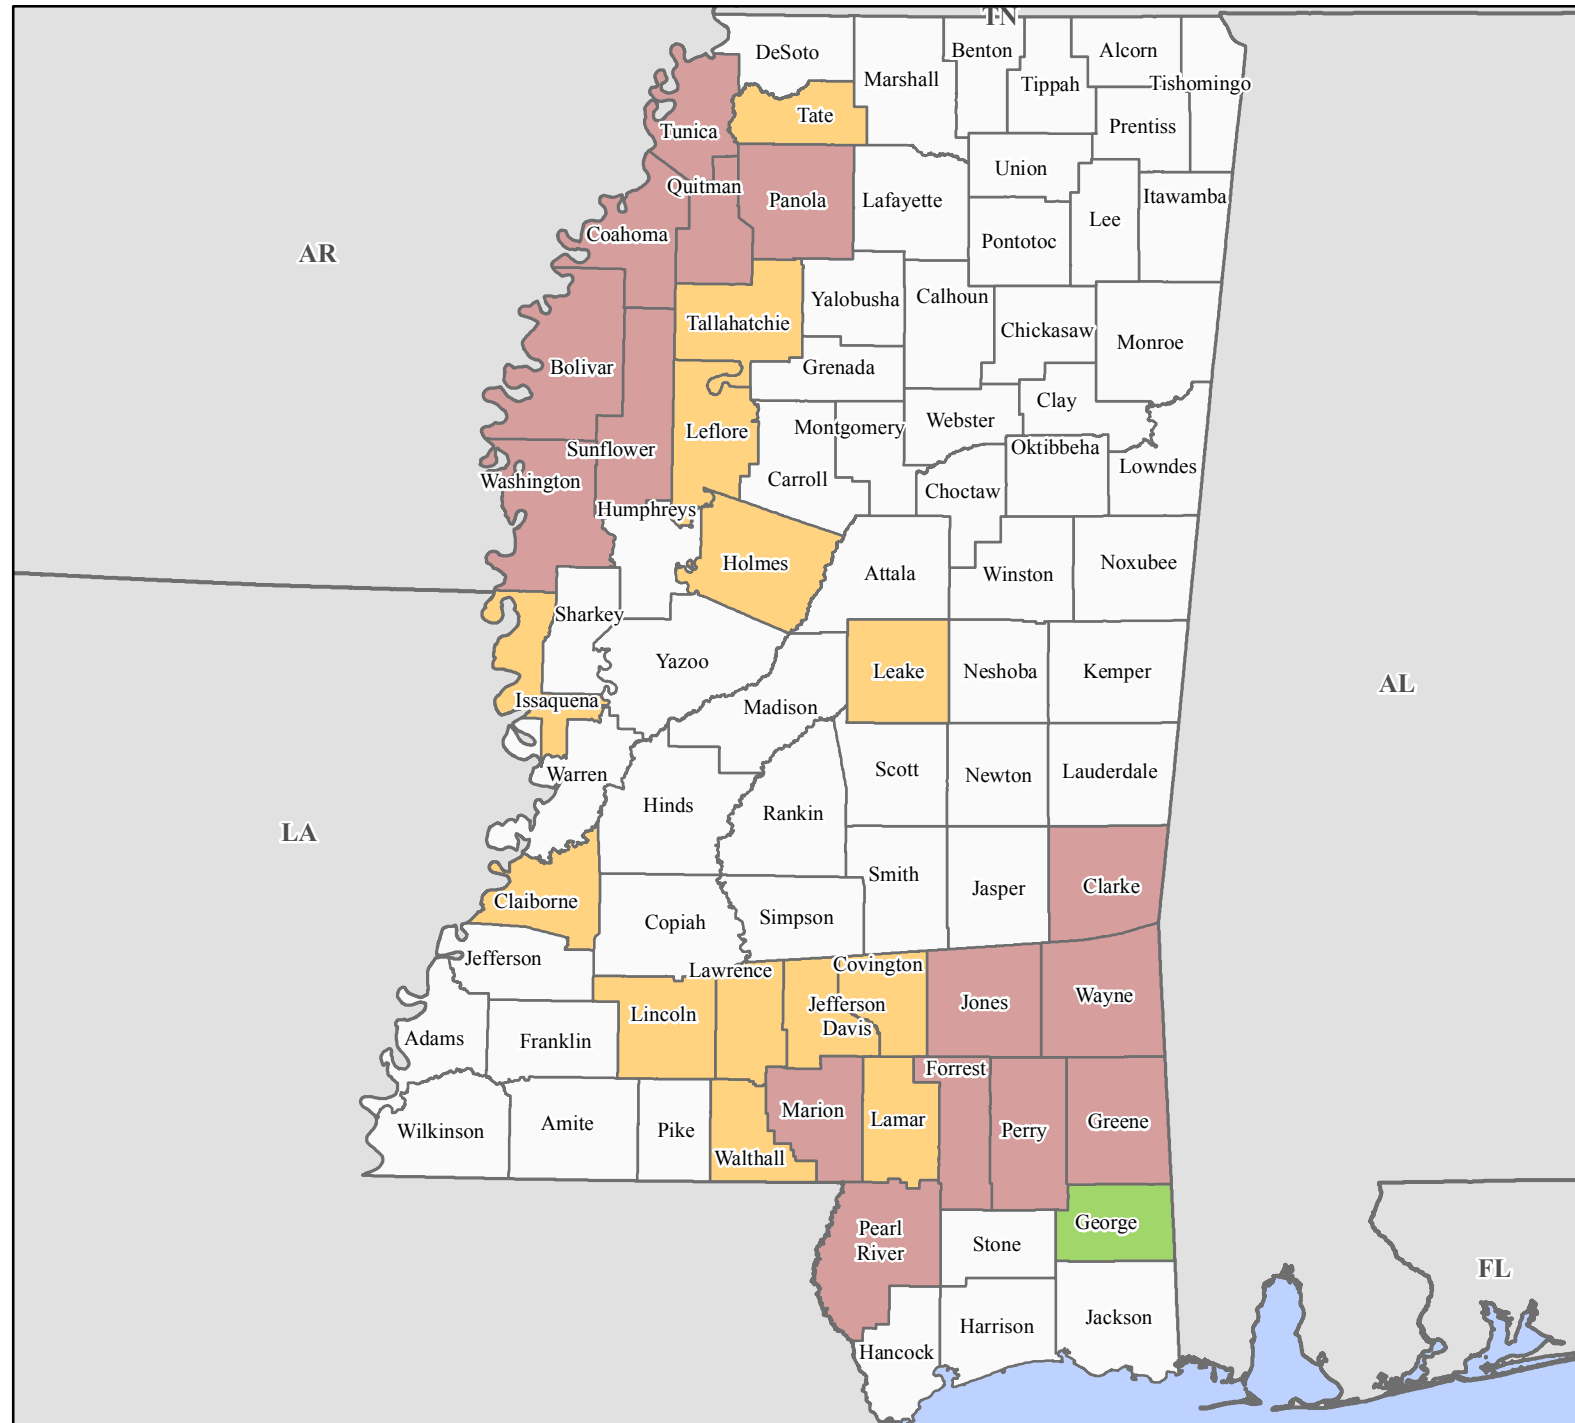 TN
DeSoto
Benton
Alcorn
Marshall
Tippah
Tishomingo
Tate
Tunica
Prentiss
Union
Quitman
Panola
Lafayette
Itawamba
Lee
Coahoma
Pontotoc
AR
Yalobusha
Calhoun
Tallahatchie
Chickasaw
Monroe
Bolivar
Grenada
Clay
Leflore
Montgomery
Webster
Sunflower
Oktibbeha
Lowndes
Washington
Carroll
Choctaw
Humphreys
Holmes
Attala
Winston
Noxubee
Sharkey
Yazoo
Leake
Neshoba
Kemper
AL
Issaquena
Madison
Warren
Scott
Newton
Lauderdale
Hinds
Rankin
LA
Smith
Jasper
Clarke
Claiborne
Copiah
Simpson
Jefferson
Lawrence
Covington
Lincoln
Jefferson
Davis
Jones
Wayne
Adams
Franklin
Forrest
Marion
Lamar
Perry
Greene
Wilkinson
Amite
Pike
Walthall
Pearl
River
Stone
George
FL
Harrison
Jackson
Hancock